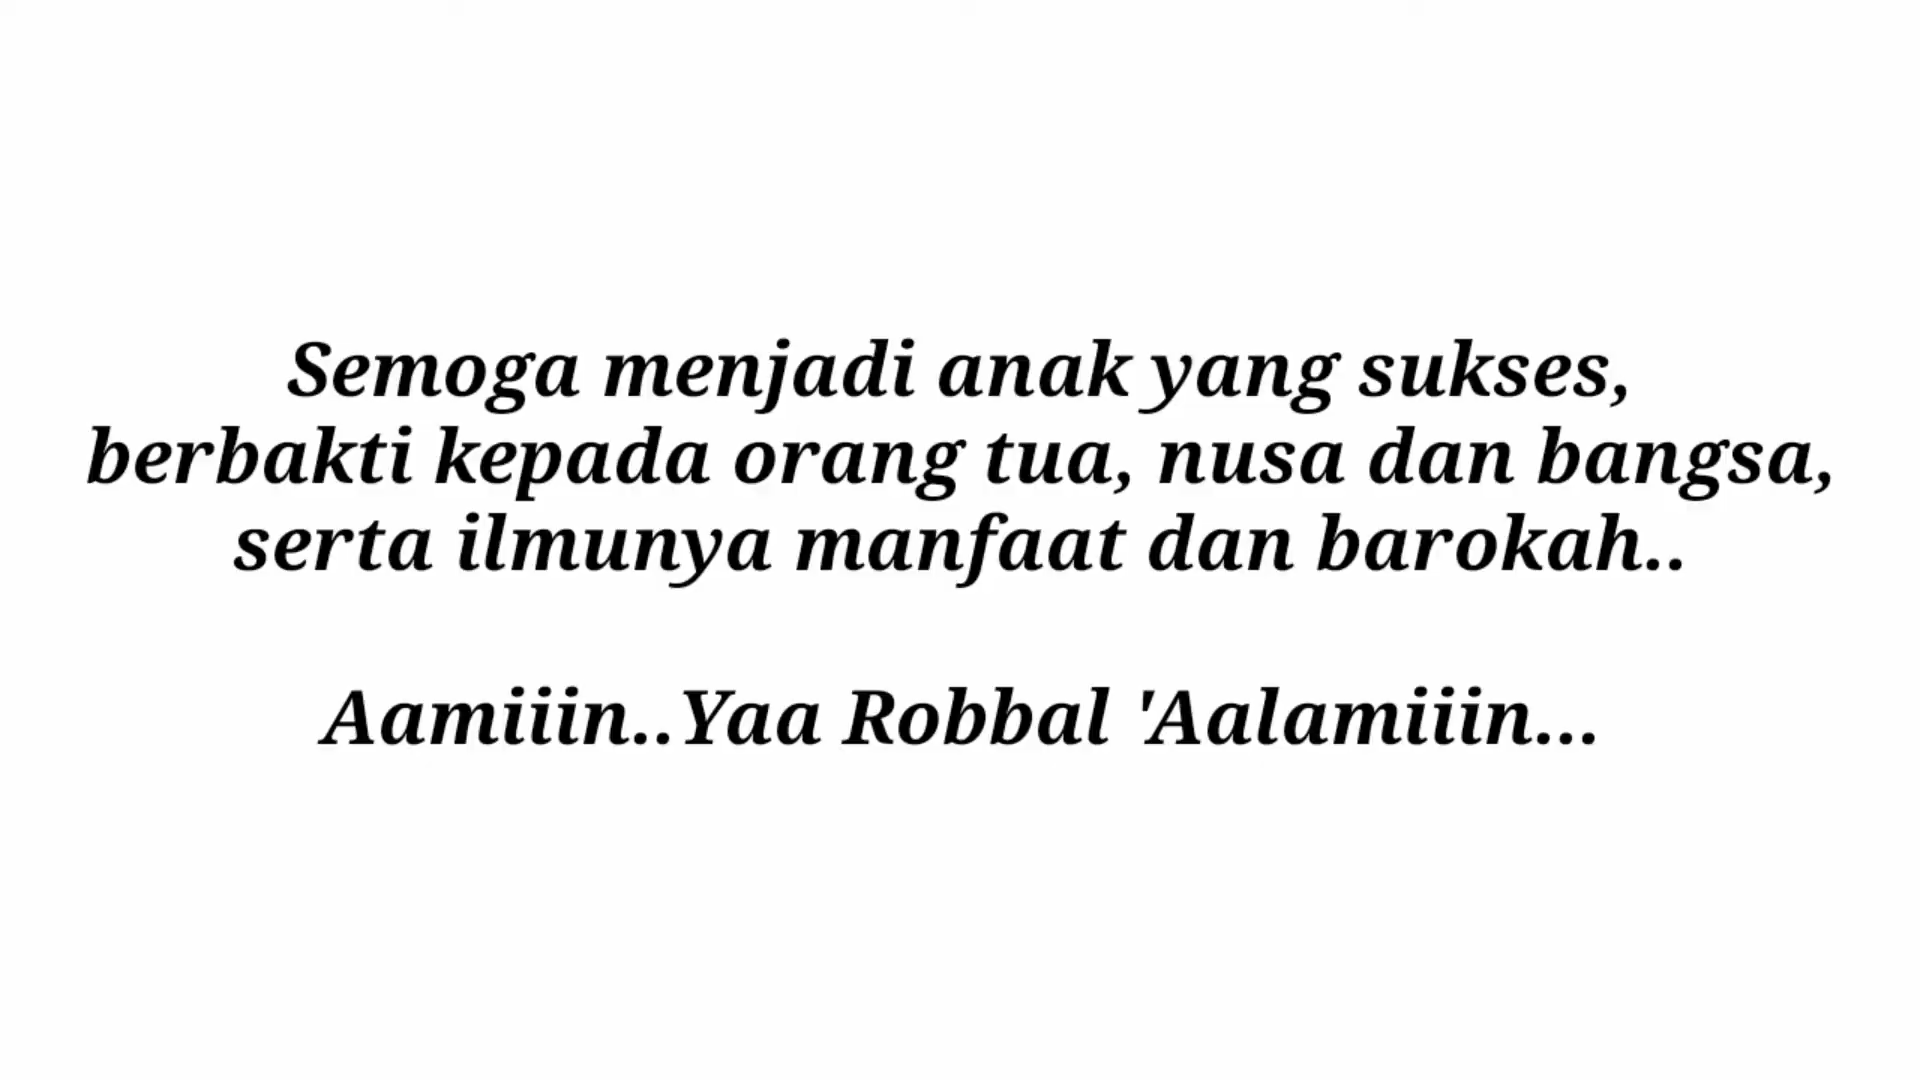 Semoga menjadi anak yang sukses,
berbakti kepada orang tua, nusa dan bangsa,
serta ilmunya manfaat dan barokah..
Aamiiin..Yaa Robbal 'Aalamiiin...